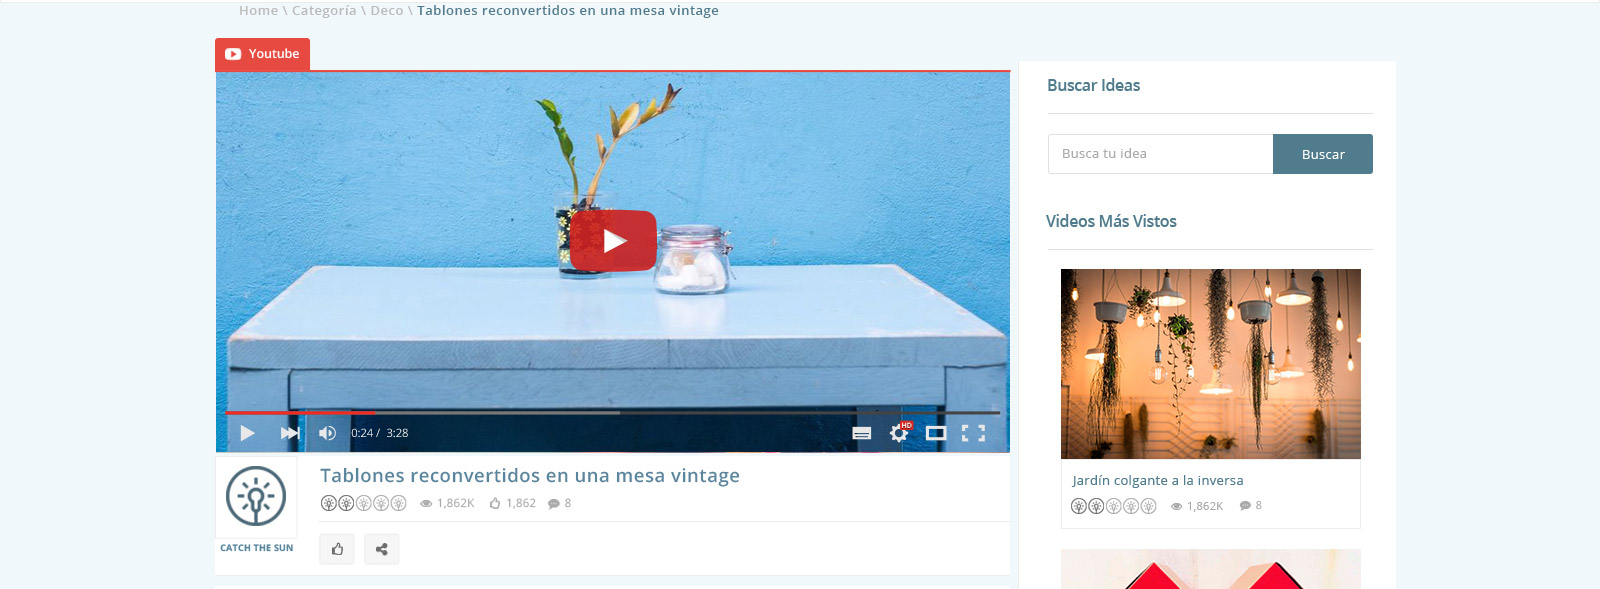 Home \ Categoría \ Deco \ Tablones reconvertidos en una mesa vintage
Youtube
0:24 / 3:28
HD
Tablones reconvertidos en una mesa vintage
1,862K 1,862 8
CATCH THE SUN
Buscar Ideas
Busca tu idea Buscar
Videos Más Vistos
Jardín colgante a la inversa
1,862K 8